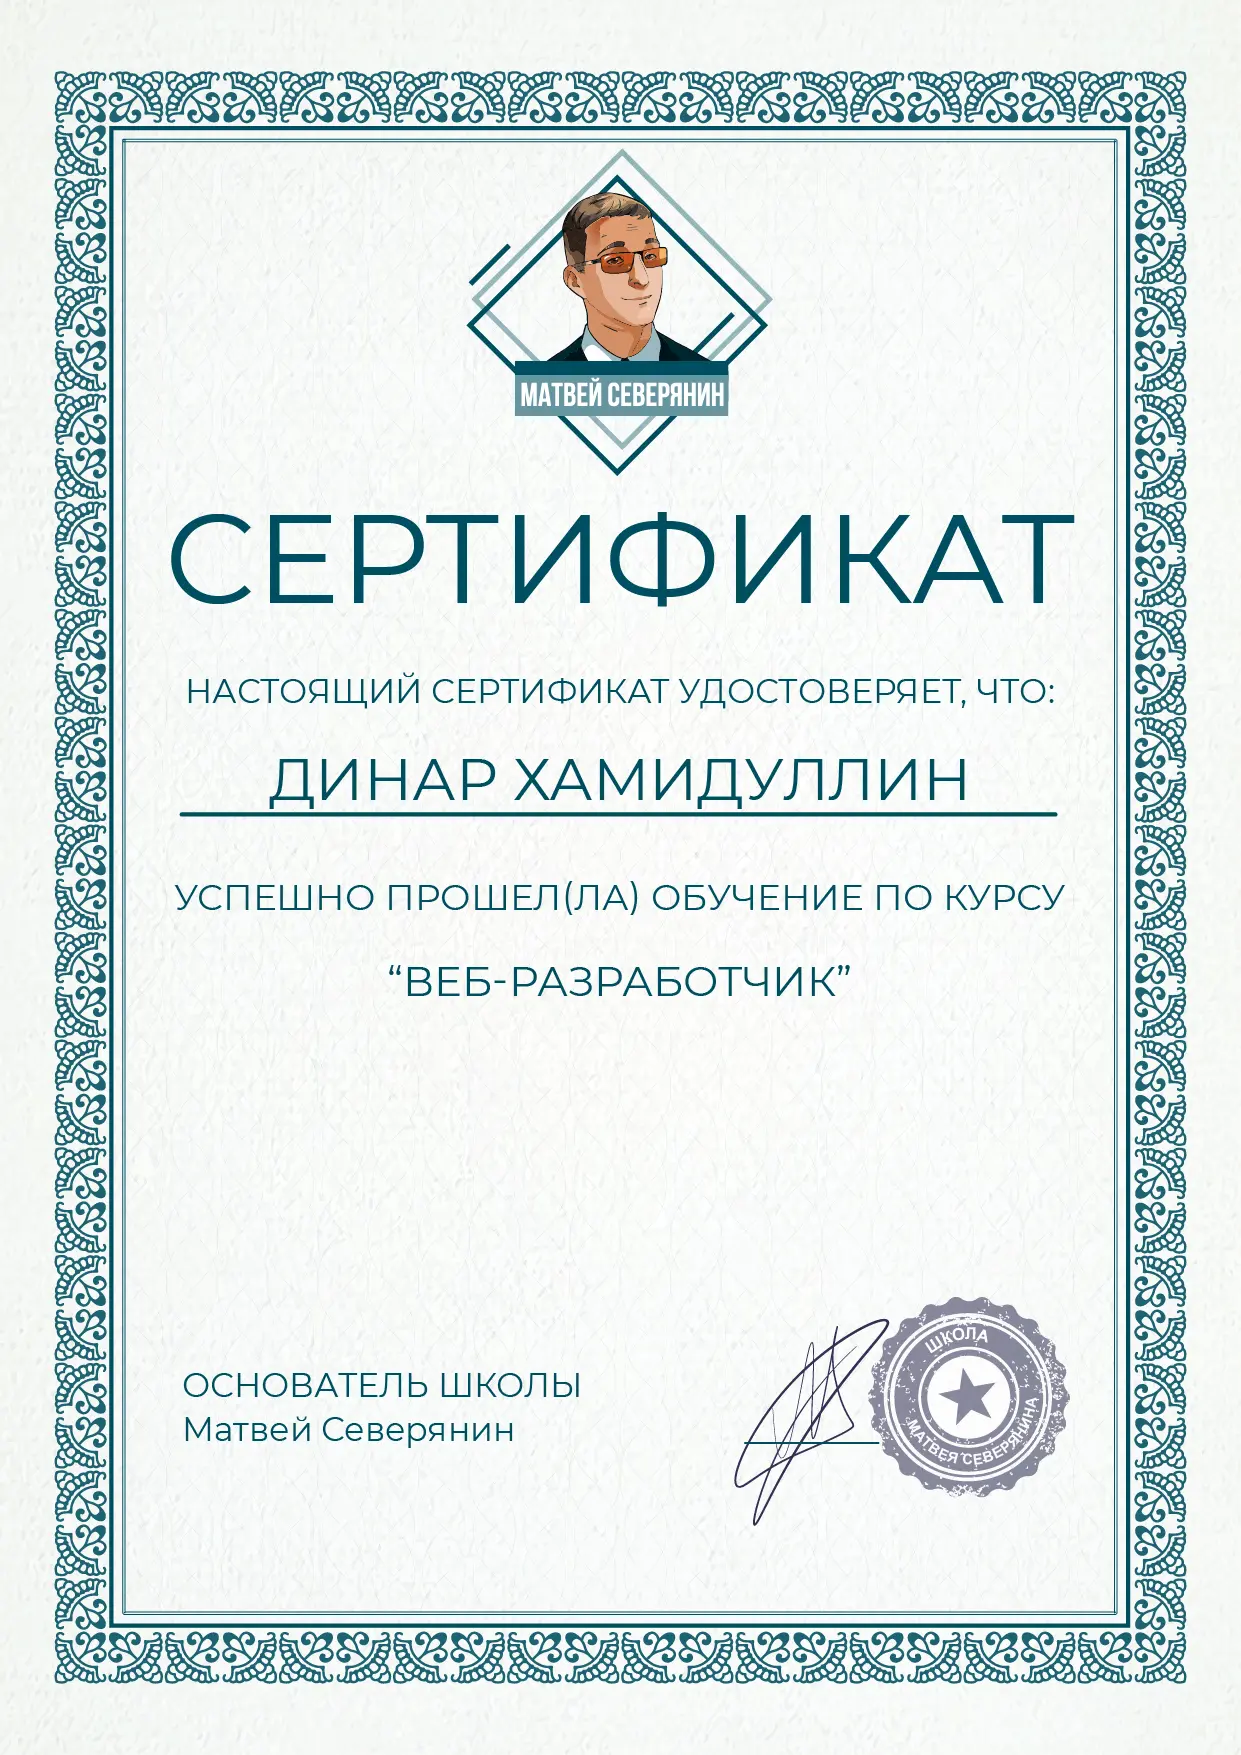 МАТВЕЙ СЕВЕРЯНИН
СЕРТИФИКАТ
НАСТОЯЩИЙ СЕРТИФИКАТ УДОСТОВЕРЯЕТ, ЧТО:
ДИНАР ХАМИДУЛЛИН
УСПЕШНО ПРОШЕЛ(ЛА) ОБУЧЕНИЕ ПО КУРСУ
“ВЕБ-РАЗРАБОТЧИК”
ОСНОВАТЕЛЬ ШКОЛЫ
Матвей Северянин
ШКОЛА
МАТВЕЯ СЕВЕРЯНИНА